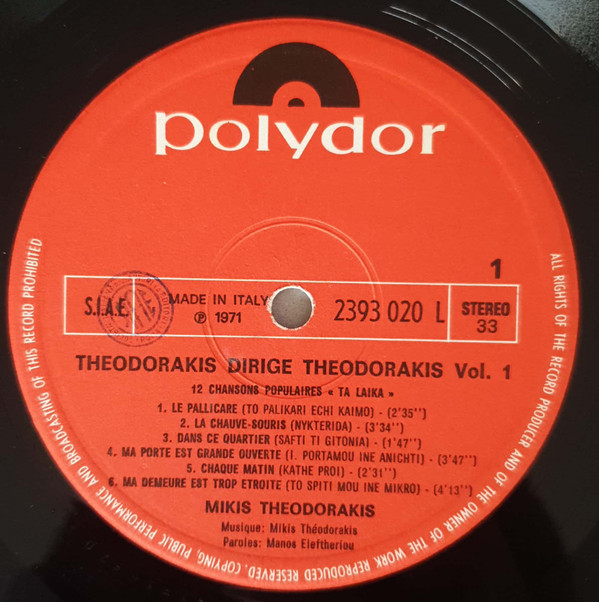 polydor
1
S.I.A.E.
MADE IN ITALY
℗ 1971
2393 020 L
STEREO
33
THEODORAKIS DIRIGE THEODORAKIS Vol. 1
12 CHANSONS POPULAIRES « TA LAIKA »
1. LE PALLICARE (TO PALIKARI ECHI KAIMO) - (2'35'')
2. LA CHAUVE-SOURIS (NYKTERIDA) - (3'34'')
3. DANS CE QUARTIER (SAFTI TI GITONIA) - (1'47'')
4. MA PORTE EST GRANDE OUVERTE (I. PORTAMOU INE ANICHTI) - (3'47'')
5. CHAQUE MATIN (KATHE PROI) - (2'31'')
6. MA DEMEURE EST TROP ETROITE (TO SPITI MOU INE MIKRO) - (4'13'')
MIKIS THEODORAKIS
Musique: Mikis Théodorakis
Paroles: Manos Eleftheriou
ALL RIGHTS OF THE RECORD PRODUCER AND OF THE OWNER OF THE WORK REPRODUCED RESERVED. COPYING, PUBLIC PERFORMANCE AND BROADCASTING OF THIS RECORD PROHIBITED